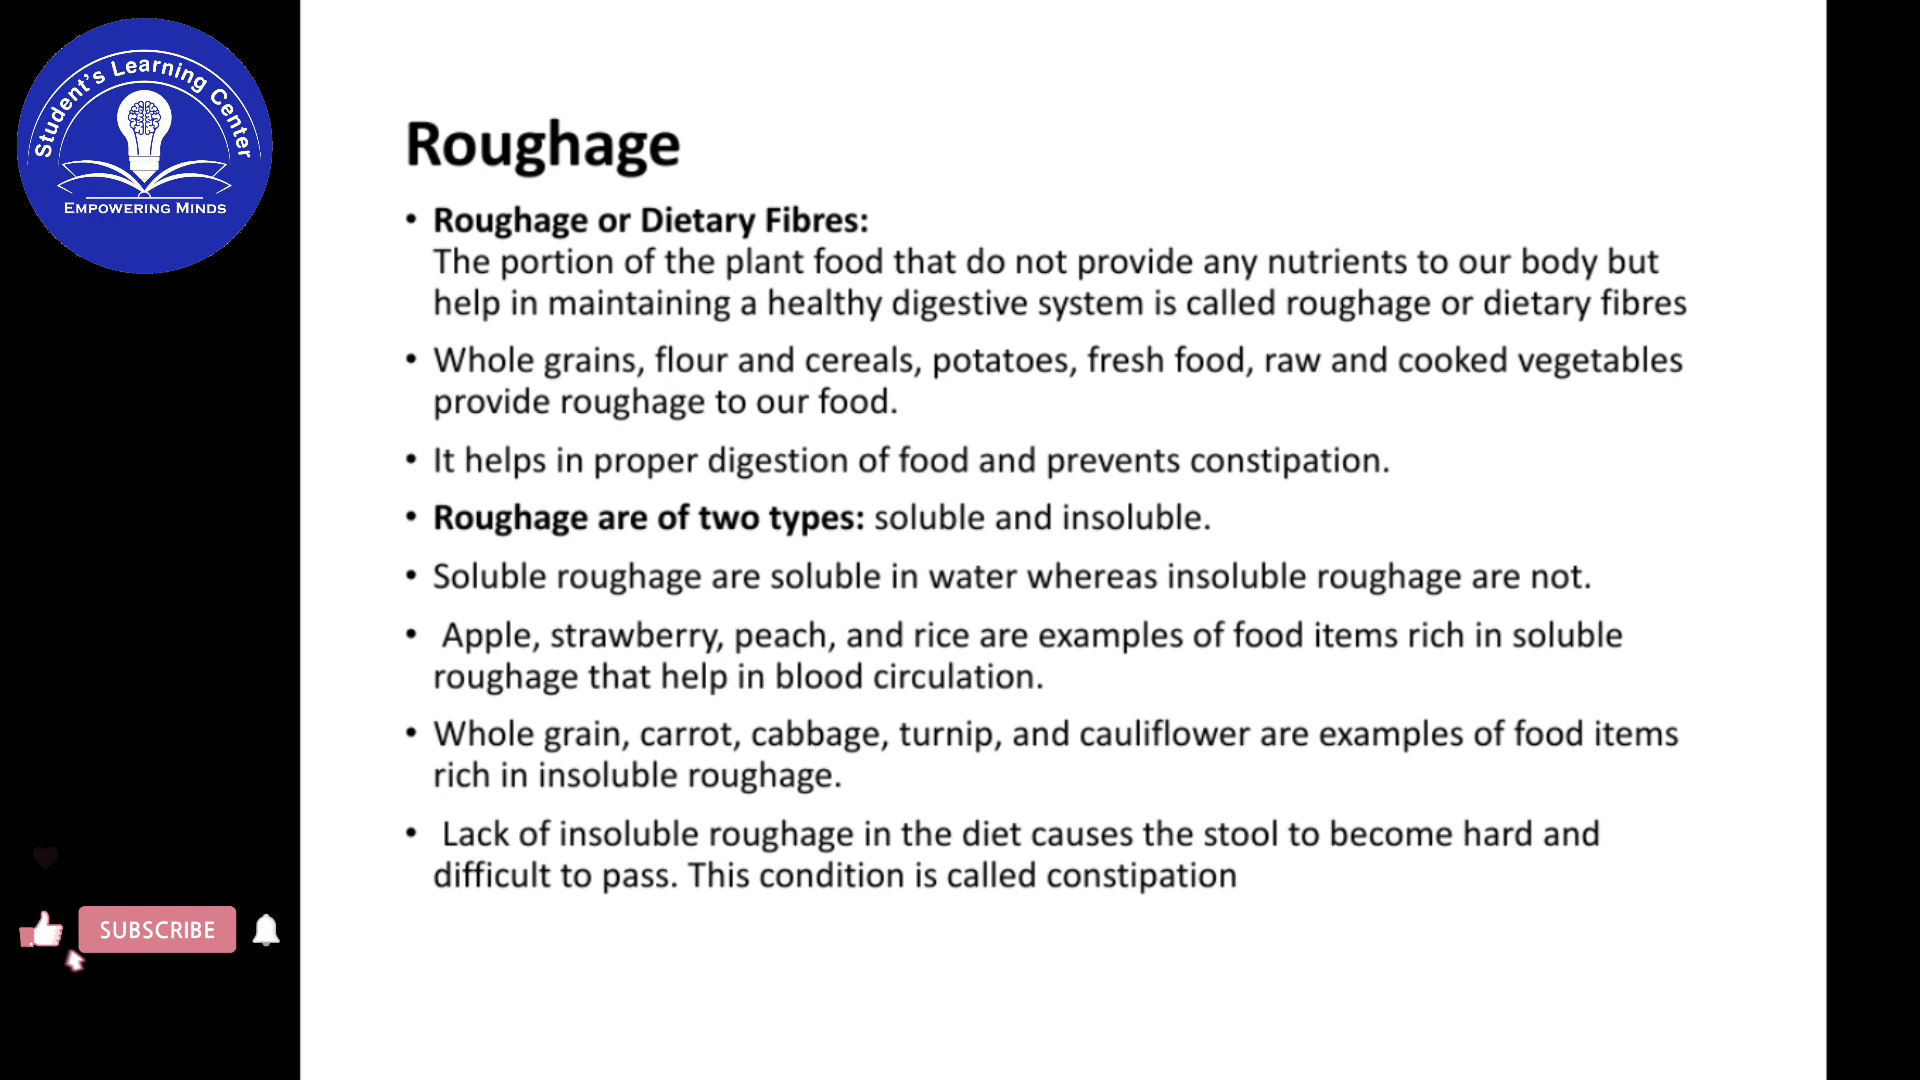 Student's Learning Center
EMPOWERING MINDS
Roughage
• Roughage or Dietary Fibres:
The portion of the plant food that do not provide any nutrients to our body but
help in maintaining a healthy digestive system is called roughage or dietary fibres
• Whole grains, flour and cereals, potatoes, fresh food, raw and cooked vegetables
provide roughage to our food.
• It helps in proper digestion of food and prevents constipation.
• Roughage are of two types: soluble and insoluble.
• Soluble roughage are soluble in water whereas insoluble roughage are not.
• Apple, strawberry, peach, and rice are examples of food items rich in soluble
roughage that help in blood circulation.
• Whole grain, carrot, cabbage, turnip, and cauliflower are examples of food items
rich in insoluble roughage.
• Lack of insoluble roughage in the diet causes the stool to become hard and
difficult to pass. This condition is called constipation
SUBSCRIBE